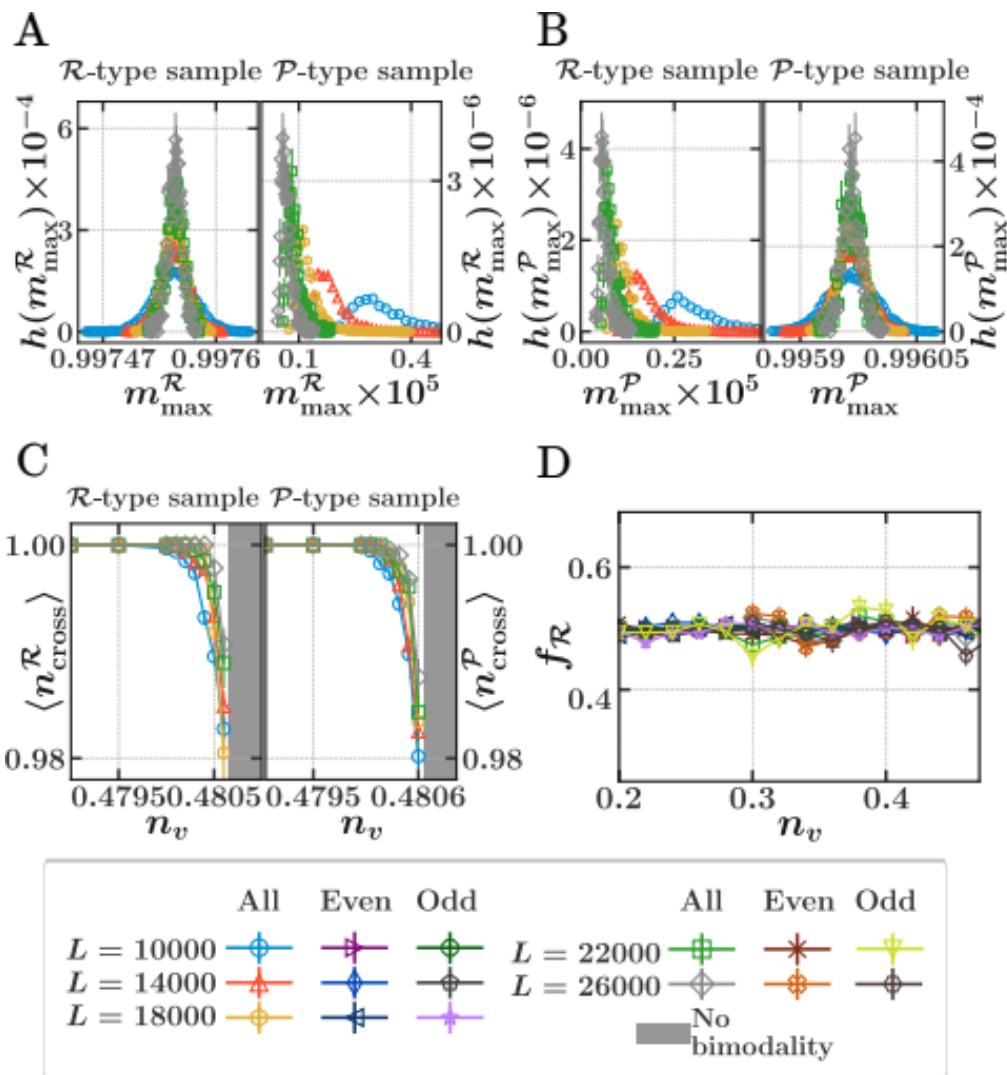 A
B
R-type sample P-type sample
R-type sample P-type sample
h(m^R_max)×10^−4
6
3
0
0.999747 0.99976
m^R_max
3
0
h(m^R_max)×10^−6
0.1 0.4
m^R_max×10^5
h(m^P_max)×10^−6
4
2
0
0.00 0.25
m^P_max×10^5
4
2
0
h(m^P_max)×10^−4
0.9959 0.99605
m^P_max
C
D
R-type sample P-type sample
⟨n^R_cross⟩
1.00
0.98
0.4795 0.4805
n_v
1.00
0.98
⟨n^P_cross⟩
0.4795 0.4806
n_v
f_R
0.6
0.4
0.2 0.3 0.4
n_v
All Even Odd
L = 10000
L = 14000
L = 18000
All Even Odd
L = 22000
L = 26000
No
bimodality